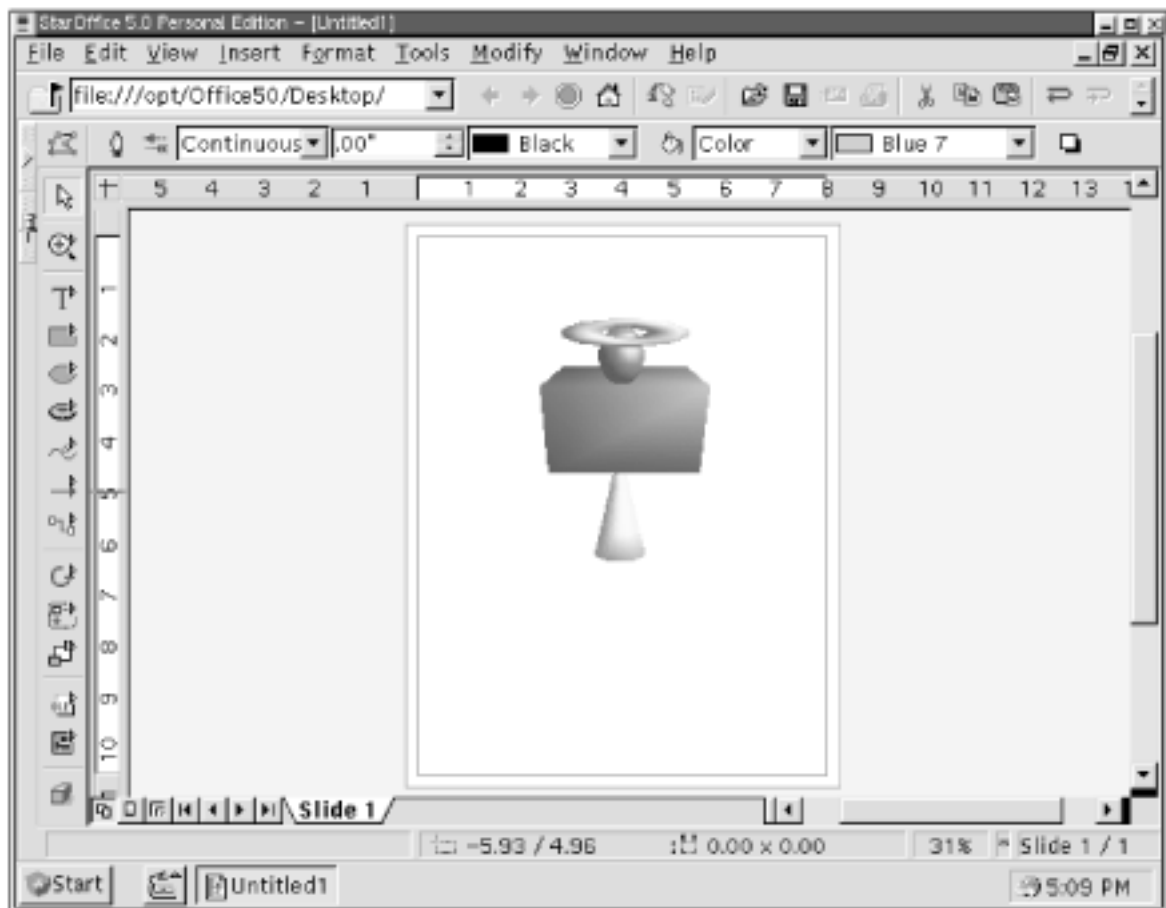 StarOffice 5.0 Personal Edition - [Untitled1]
File Edit View Insert Format Tools Modify Window Help
file:///opt/Office50/Desktop/
Continuous .00" Black Color Blue 7
5 4 3 2 1 1 2 3 4 5 6 7 8 9 10 11 12 13 1
1
2
3
4
5
6
7
8
9
10
Slide 1
-5.93 / 4.96 0.00 x 0.00 31% * Slide 1 / 1
Start Untitled1 5:09 PM